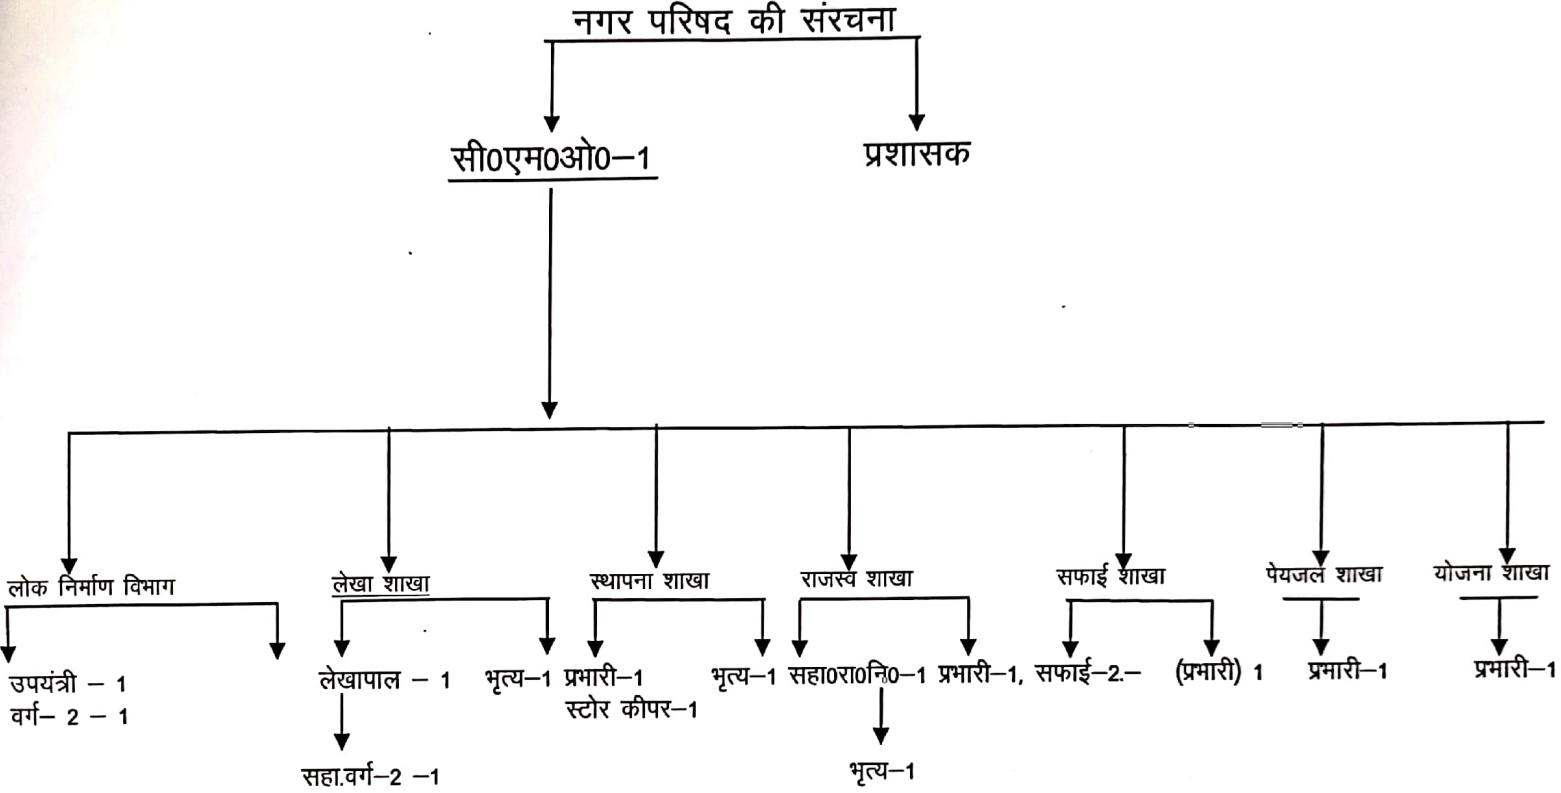 नगर परिषद की संरचना
सी0एम0ओ0–1 प्रशासक
लोक निर्माण विभाग लेखा शाखा स्थापना शाखा राजस्व शाखा सफाई शाखा पेयजल शाखा योजना शाखा
उपयंत्री – 1 लेखापाल – 1 भृत्य–1 प्रभारी–1 भृत्य–1 सहा0रा0नि0–1 प्रभारी–1, सफाई–2.– (प्रभारी) 1 प्रभारी–1 प्रभारी–1
वर्ग– 2 – 1 स्टोर कीपर–1
सहा.वर्ग–2 –1 भृत्य–1